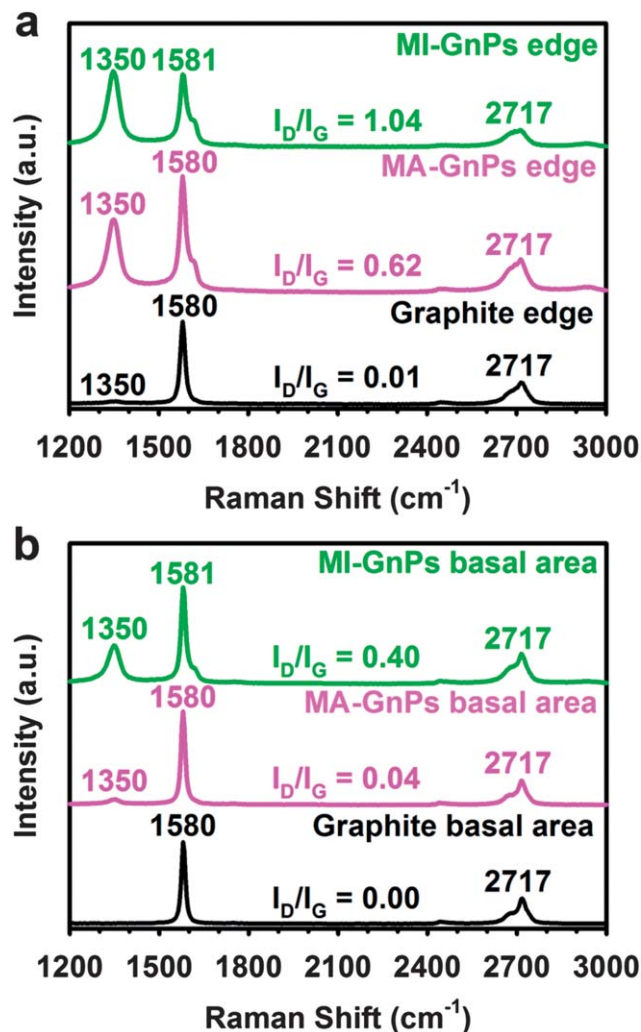 a
MI-GnPs edge
1350 1581
I_D/I_G = 1.04
2717
MA-GnPs edge
1580
1350
I_D/I_G = 0.62
2717
Graphite edge
1580
1350
I_D/I_G = 0.01
2717
Intensity (a.u.)
1200 1500 1800 2100 2400 2700 3000
Raman Shift (cm⁻¹)
b
MI-GnPs basal area
1581
1350
I_D/I_G = 0.40
2717
MA-GnPs basal area
1580
1350
I_D/I_G = 0.04
2717
Graphite basal area
1580
I_D/I_G = 0.00
2717
Intensity (a.u.)
1200 1500 1800 2100 2400 2700 3000
Raman Shift (cm⁻¹)